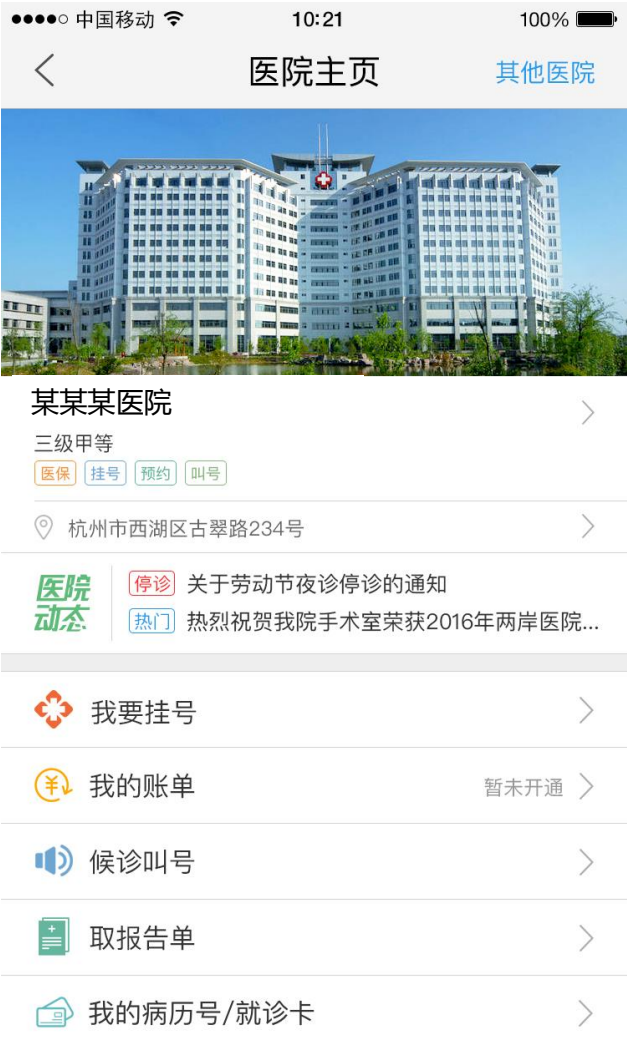 中国移动 10:21 100%
医院主页 其他医院
某某某医院
三级甲等
医保 挂号 预约 叫号
杭州市西湖区古翠路234号
医院动态
停诊 关于劳动节夜诊停诊的通知
热门 热烈祝贺我院手术室荣获2016年两岸医院...
我要挂号
我的账单 暂未开通
候诊叫号
取报告单
我的病历号/就诊卡